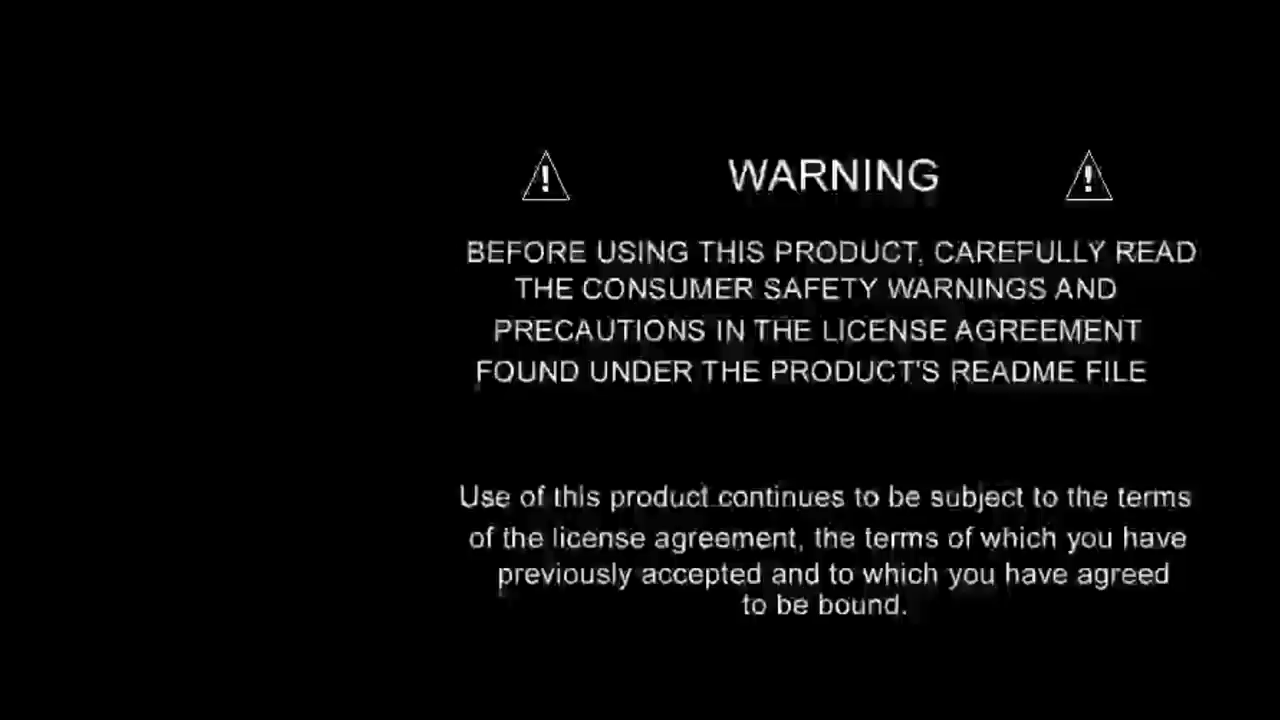 ! WARNING !
BEFORE USING THIS PRODUCT, CAREFULLY READ
THE CONSUMER SAFETY WARNINGS AND
PRECAUTIONS IN THE LICENSE AGREEMENT
FOUND UNDER THE PRODUCT'S README FILE
Use of this product continues to be subject to the terms
of the license agreement, the terms of which you have
previously accepted and to which you have agreed
to be bound.